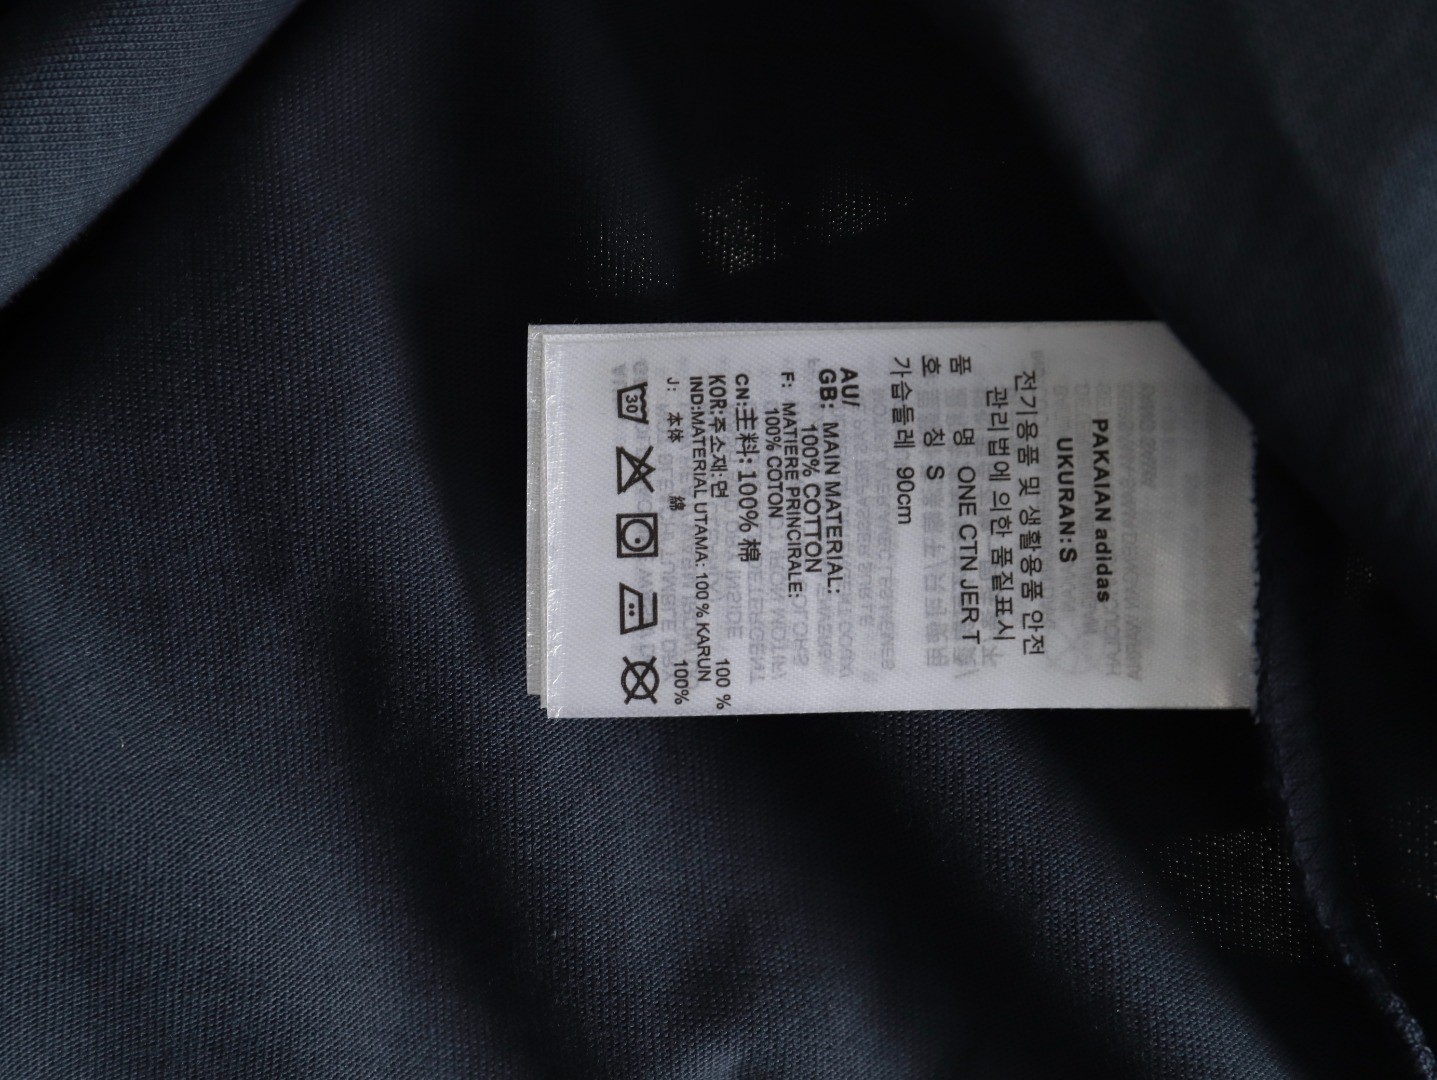 PAKAIAN adidas
UKURAN:S
전기용품 및 생활용품 안전
관리법에 의한 품질표시
품 명 ONE CTN JER T
호 칭 S
가슴둘레 90cm
AU/
GB: MAIN MATERIAL:
100% COTTON
F: MATIERE PRINCIRALE:
100% COTON
CN:主料:100% 棉
KOR:주소재:면 100 %
IND:MATERIAL UTAMA: 100 % KARUN
J: 本体 綿 100%
30